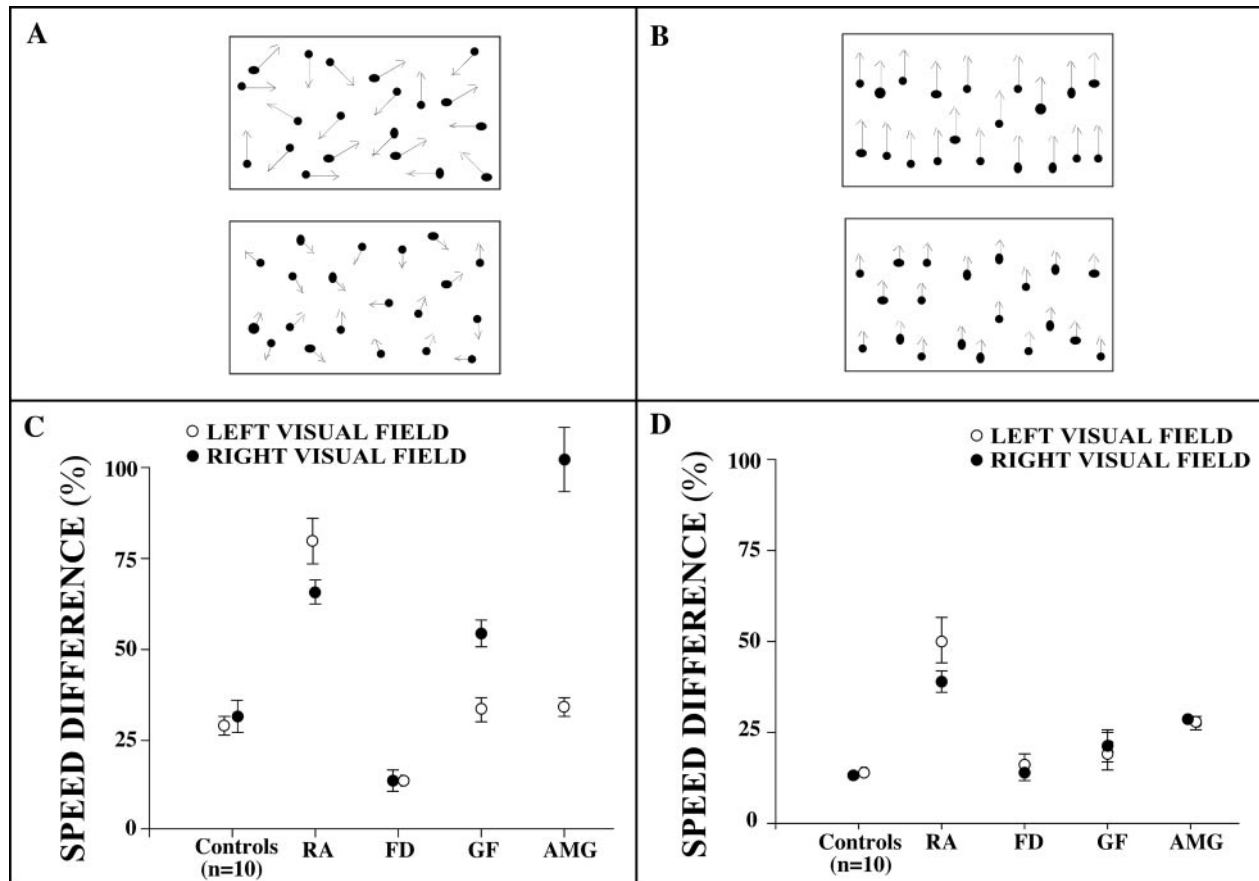 A
B
C
LEFT VISUAL FIELD
RIGHT VISUAL FIELD
SPEED DIFFERENCE (%)
100
75
50
25
0
Controls
(n=10)
RA
FD
GF
AMG
D
LEFT VISUAL FIELD
RIGHT VISUAL FIELD
SPEED DIFFERENCE (%)
100
75
50
25
0
Controls
(n=10)
RA
FD
GF
AMG